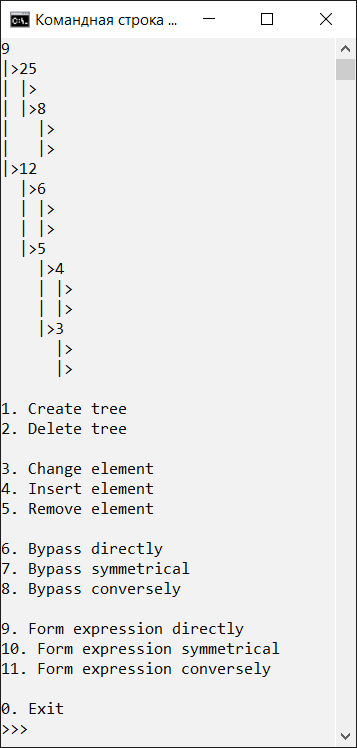 Командная строка ...
9
|>25
| |>
| |>8
|   |>
|   |>
|>12
  |>6
  | |>
  | |>
  |>5
    |>4
    | |>
    | |>
    |>3
      |>
      |>
1. Create tree
2. Delete tree
3. Change element
4. Insert element
5. Remove element
6. Bypass directly
7. Bypass symmetrical
8. Bypass conversely
9. Form expression directly
10. Form expression symmetrical
11. Form expression conversely
0. Exit
>>>